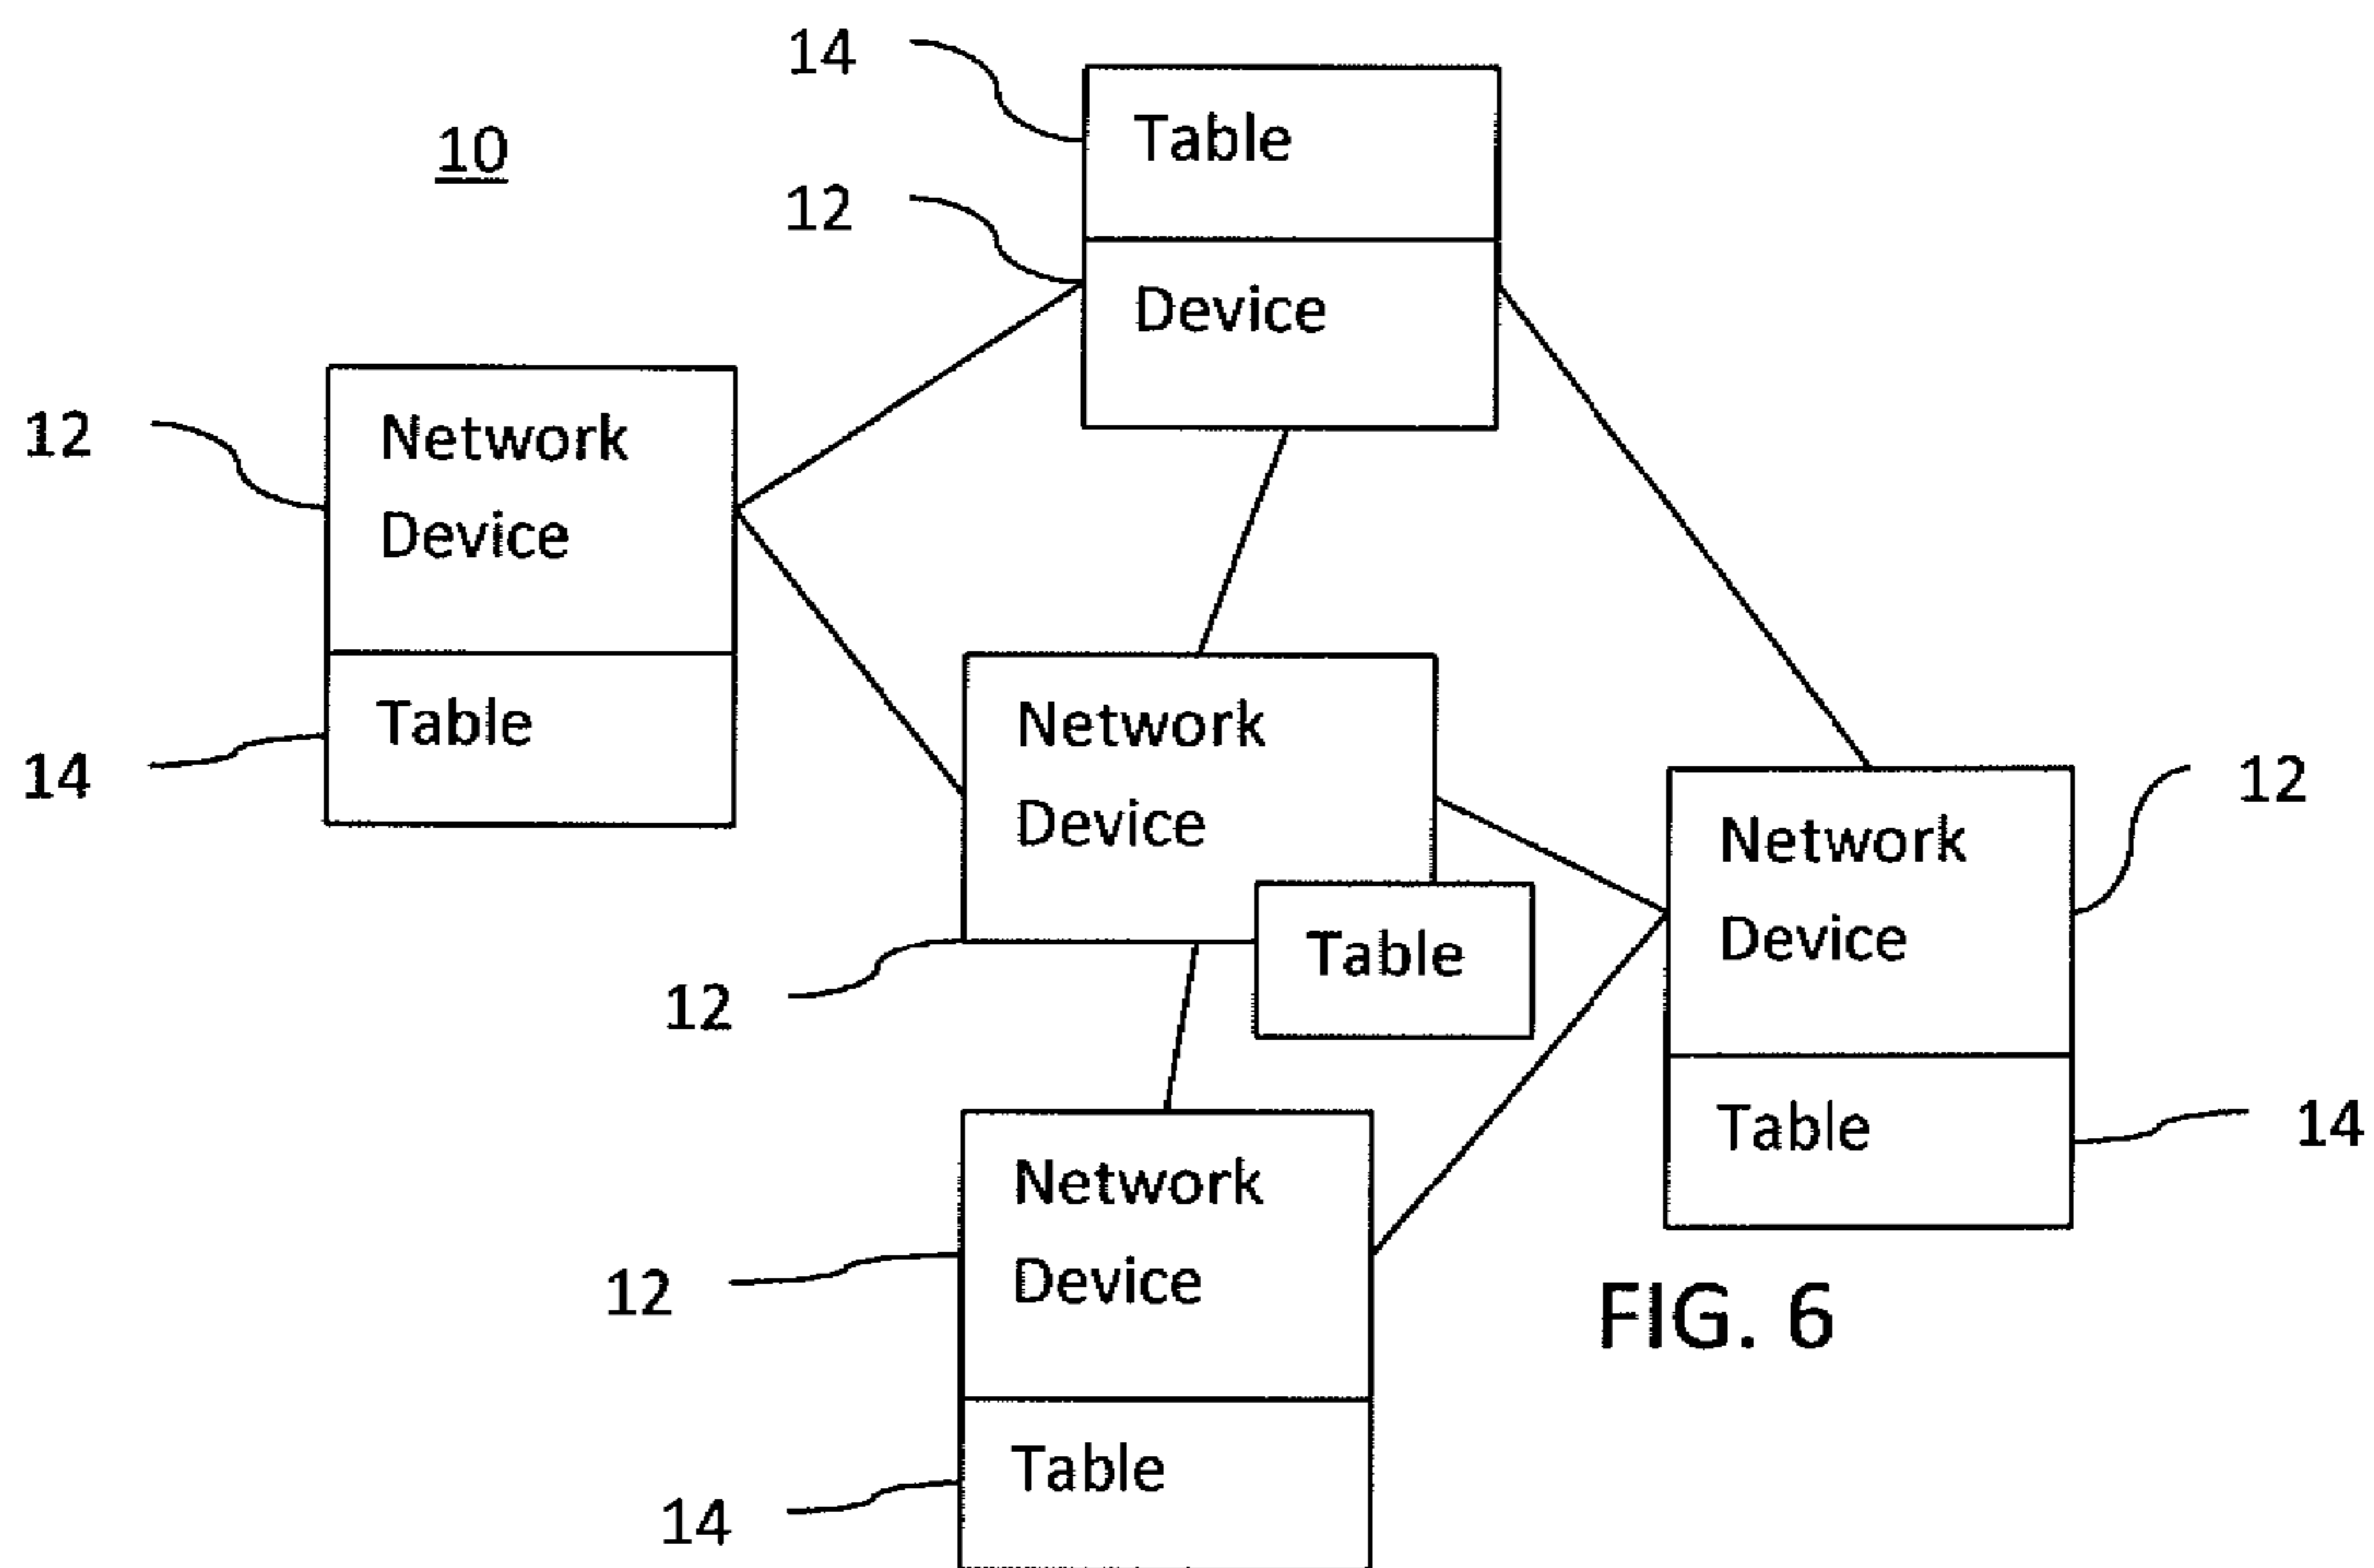 14
Table
10
12
Device
12
Network
Device
Table
14
Network
Device
Table
12
12
Network
Device
Table
14
Network
Device
12
Table
14
FIG. 6